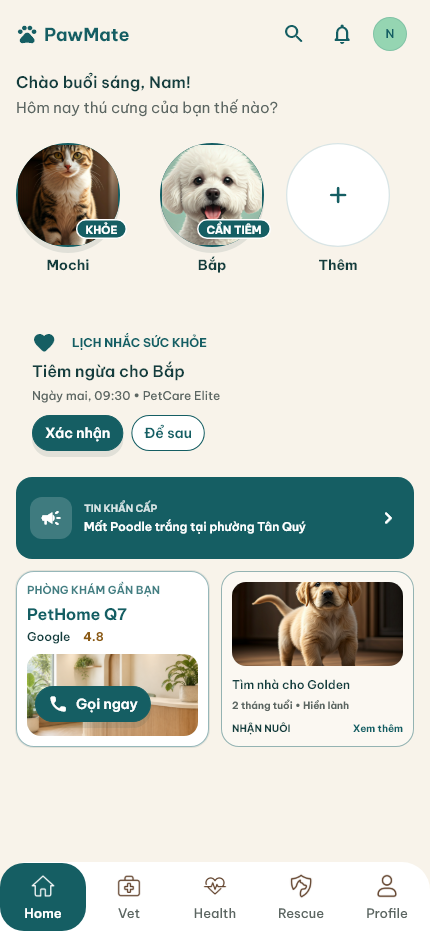 PawMate
N
Chào buổi sáng, Nam!
Hôm nay thú cưng của bạn thế nào?
KHỎE
CẦN TIÊM
Mochi
Bắp
Thêm
LỊCH NHẮC SỨC KHỎE
Tiêm ngừa cho Bắp
Ngày mai, 09:30 • PetCare Elite
Xác nhận
Để sau
TIN KHẨN CẤP
Mất Poodle trắng tại phường Tân Quý
PHÒNG KHÁM GẦN BẠN
PetHome Q7
Google 4.8
Gọi ngay
Tìm nhà cho Golden
2 tháng tuổi • Hiền lành
NHẬN NUÔI
Xem thêm
Home
Vet
Health
Rescue
Profile